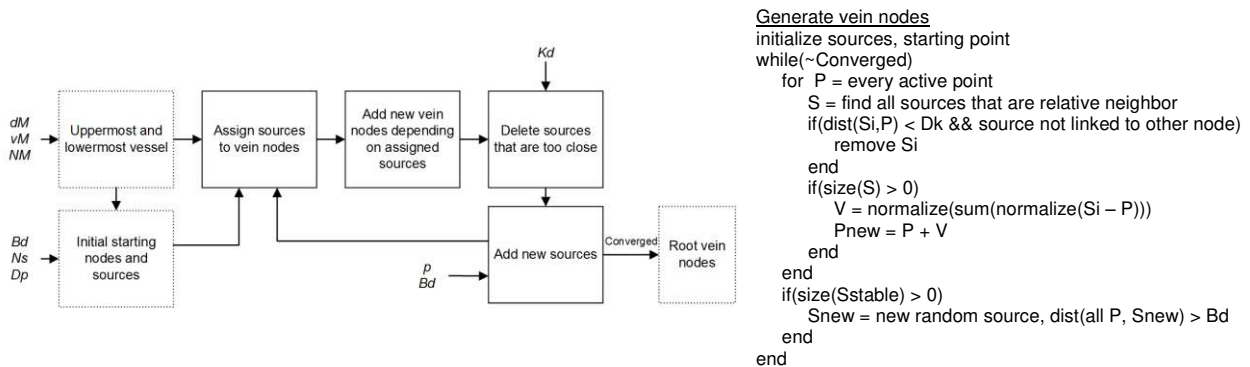 Kd
dM
vM
NM
Uppermost and
lowermost vessel
Assign sources
to vein nodes
Add new vein
nodes depending
on assigned
sources
Delete sources
that are too close
Bd
Ns
Dp
Initial starting
nodes and
sources
p
Bd
Add new sources
Converged
Root vein
nodes
Generate vein nodes
initialize sources, starting point
while(~Converged)
for P = every active point
S = find all sources that are relative neighbor
if(dist(Si,P) < Dk && source not linked to other node)
remove Si
end
if(size(S) > 0)
V = normalize(sum(normalize(Si – P)))
Pnew = P + V
end
end
if(size(Sstable) > 0)
Snew = new random source, dist(all P, Snew) > Bd
end
end